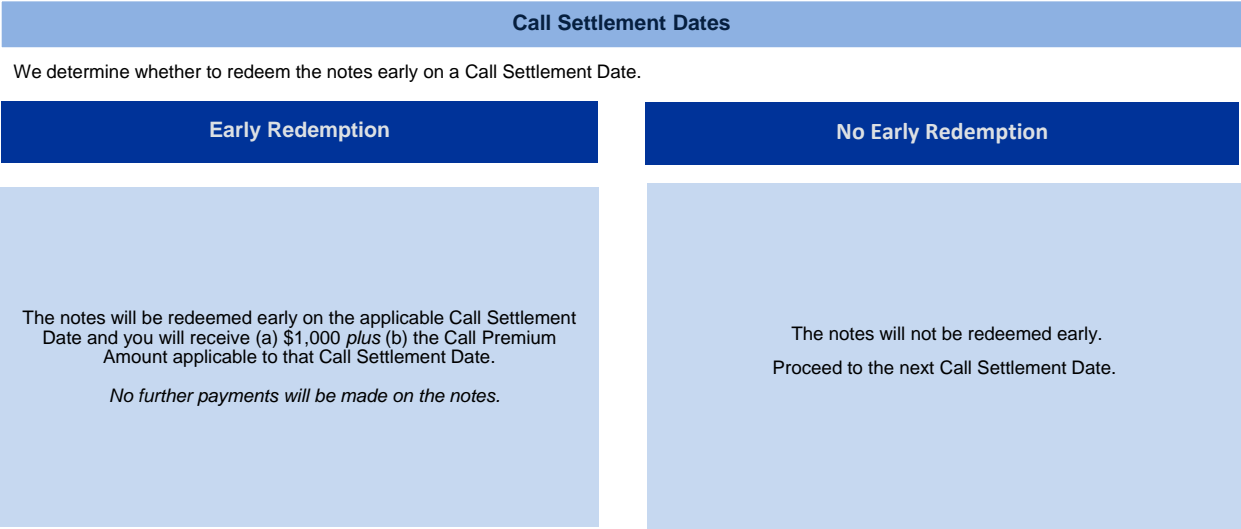 Call Settlement Dates
We determine whether to redeem the notes early on a Call Settlement Date.
Early Redemption
The notes will be redeemed early on the applicable Call Settlement
Date and you will receive (a) $1,000 plus (b) the Call Premium
Amount applicable to that Call Settlement Date.
No further payments will be made on the notes.
No Early Redemption
The notes will not be redeemed early.
Proceed to the next Call Settlement Date.